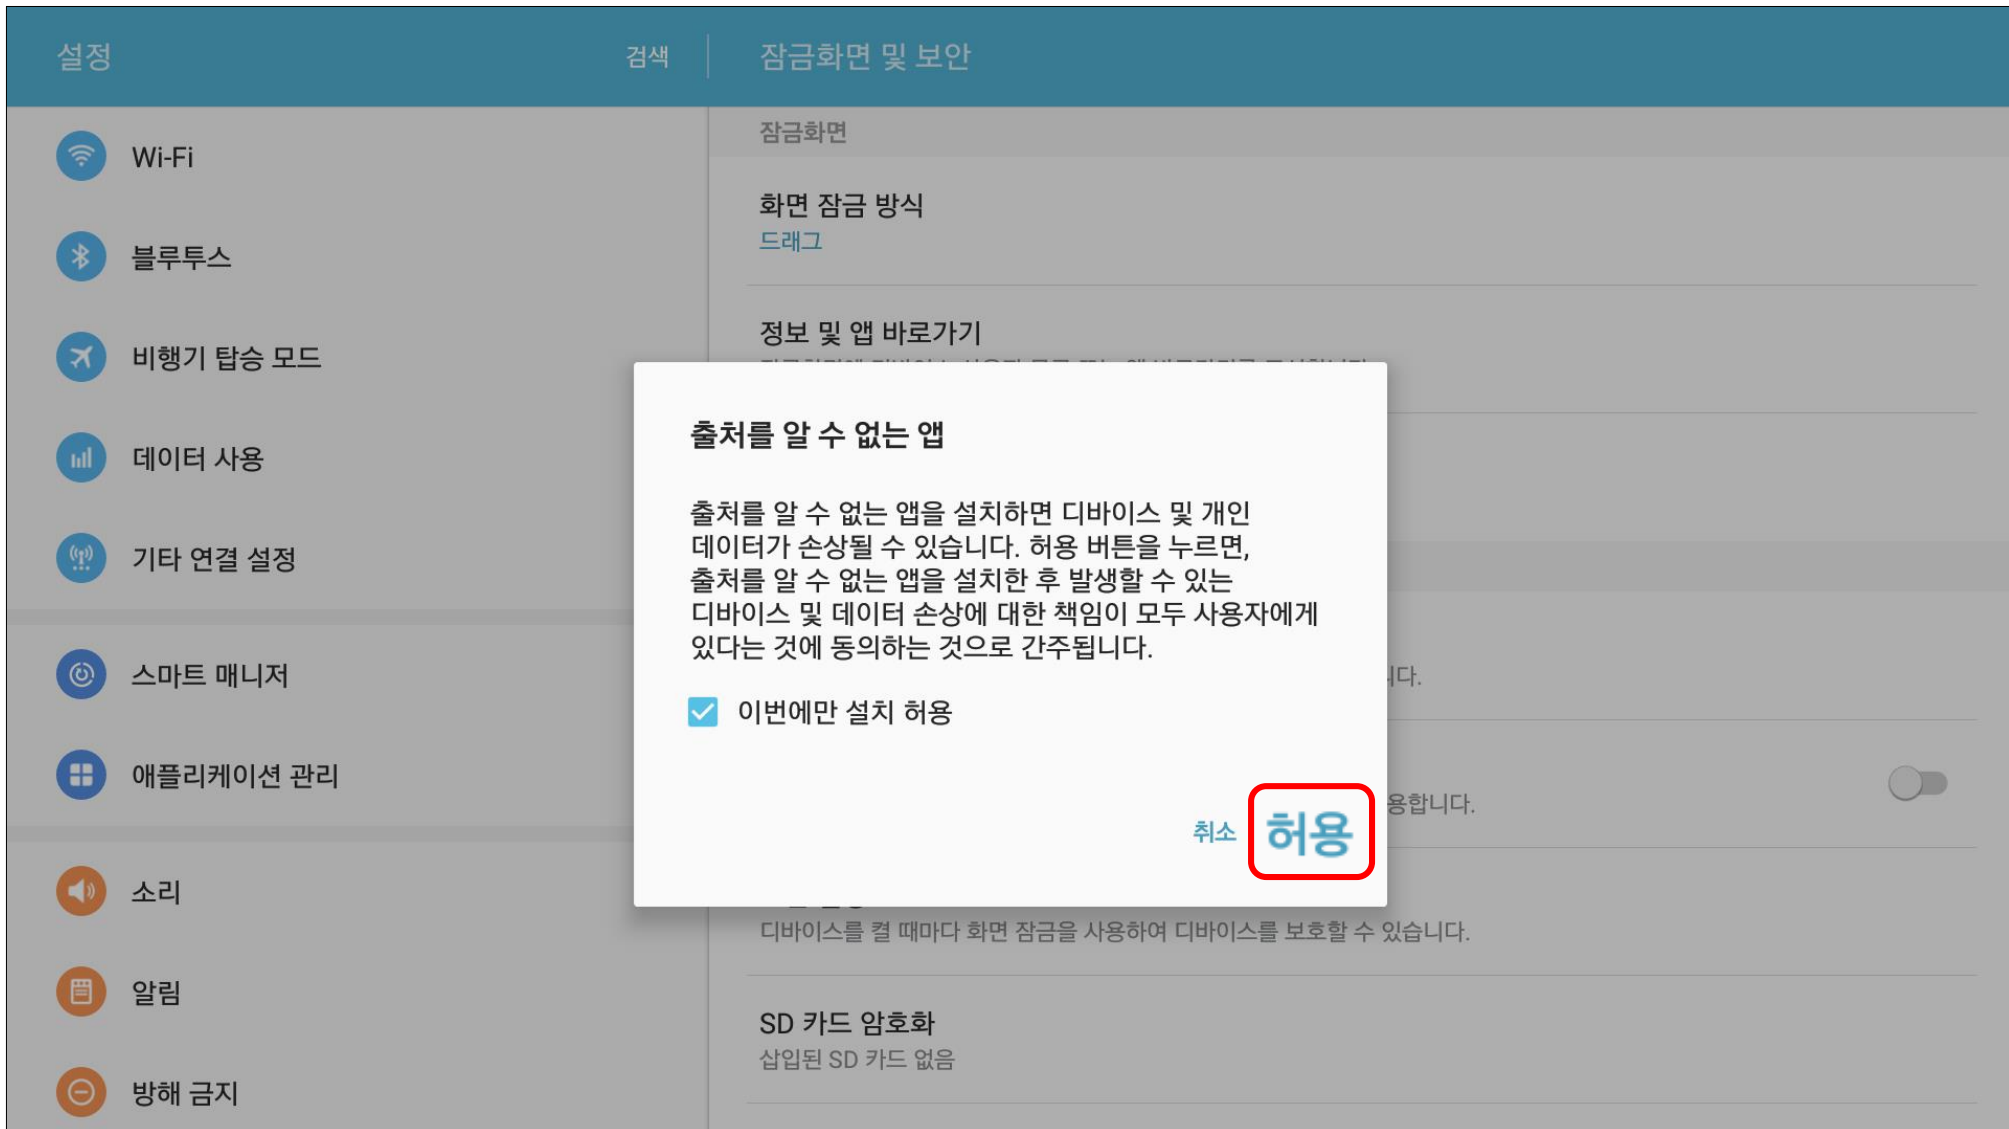 설정
검색
잠금화면 및 보안
Wi-Fi
블루투스
비행기 탑승 모드
데이터 사용
기타 연결 설정
스마트 매니저
애플리케이션 관리
소리
알림
방해 금지
잠금화면
화면 잠금 방식
드래그
정보 및 앱 바로가기
출처를 알 수 없는 앱
출처를 알 수 없는 앱을 설치하면 디바이스 및 개인
데이터가 손상될 수 있습니다. 허용 버튼을 누르면,
출처를 알 수 없는 앱을 설치한 후 발생할 수 있는
디바이스 및 데이터 손상에 대한 책임이 모두 사용자에게
있다는 것에 동의하는 것으로 간주됩니다.
이번에만 설치 허용
취소
허용
니다.
용합니다.
디바이스를 켤 때마다 화면 잠금을 사용하여 디바이스를 보호할 수 있습니다.
SD 카드 암호화
삽입된 SD 카드 없음